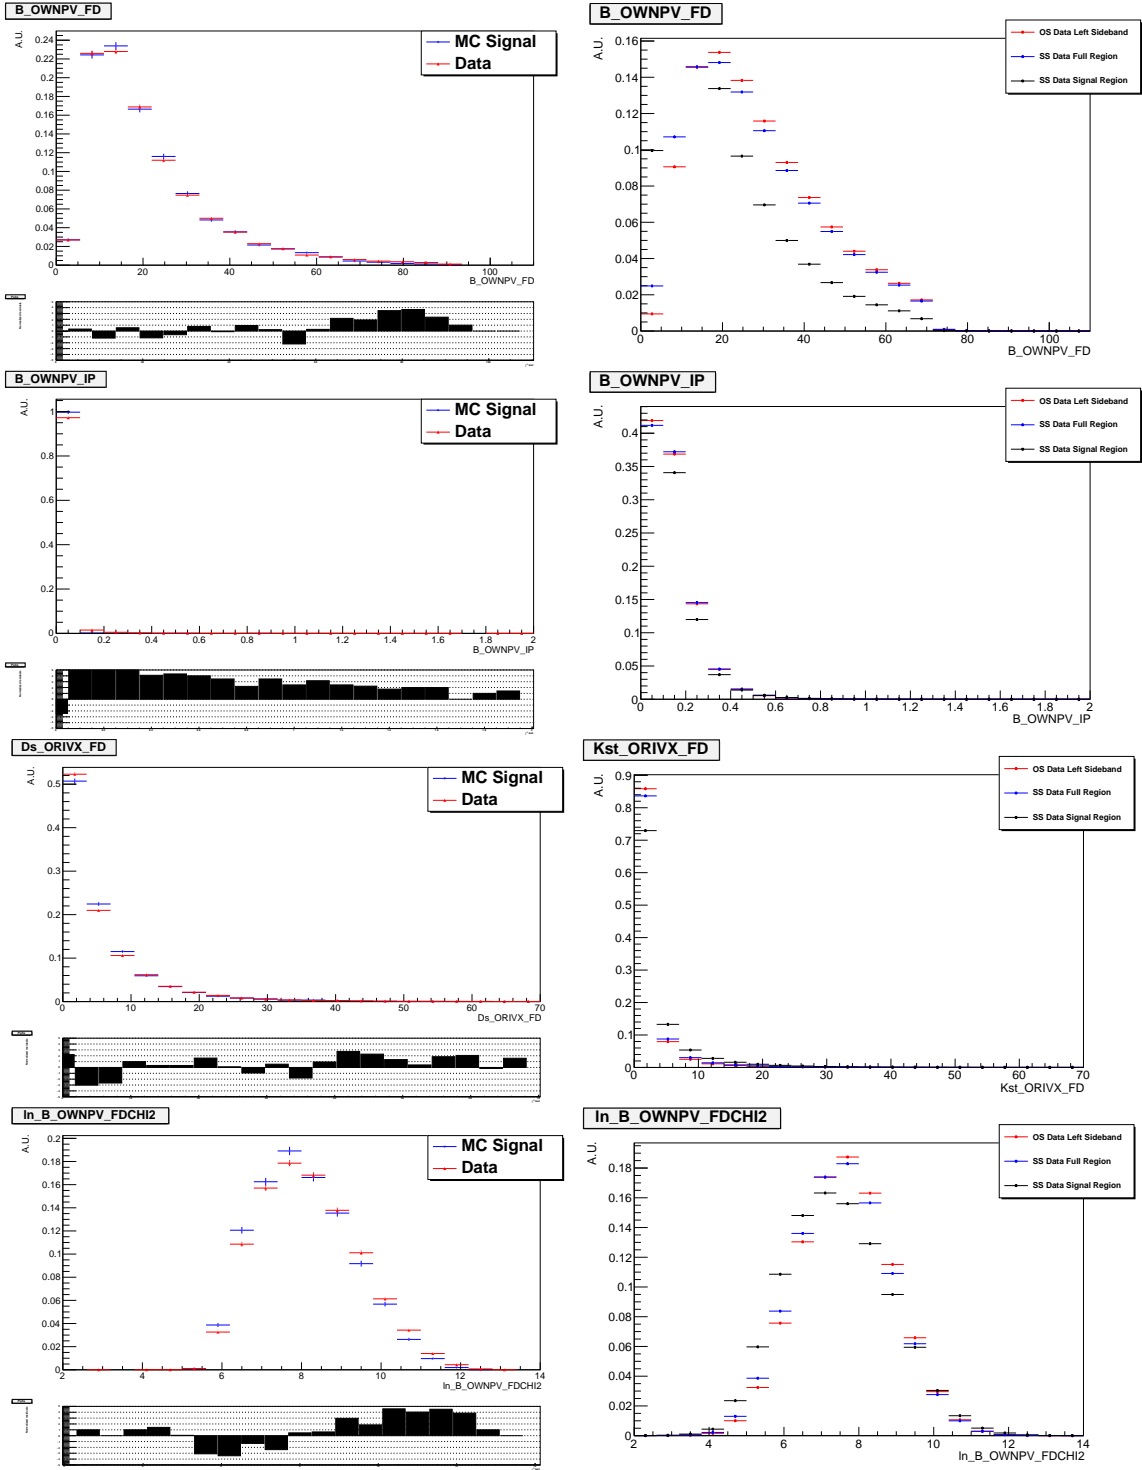 B_OWNPV_FD
A.U.
MC Signal
Data
0.24
0.22
0.2
0.18
0.16
0.14
0.12
0.1
0.08
0.06
0.04
0.02
0
0 20 40 60 80 100
B_OWNPV_FD
B_OWNPV_FD
A.U.
OS Data Left Sideband
SS Data Full Region
SS Data Signal Region
0.16
0.14
0.12
0.1
0.08
0.06
0.04
0.02
0
0 20 40 60 80 100
B_OWNPV_FD
B_OWNPV_IP
A.U.
MC Signal
Data
1
0.8
0.6
0.4
0.2
0
0 0.2 0.4 0.6 0.8 1 1.2 1.4 1.6 1.8 2
B_OWNPV_IP
B_OWNPV_IP
A.U.
OS Data Left Sideband
SS Data Full Region
SS Data Signal Region
0.4
0.35
0.3
0.25
0.2
0.15
0.1
0.05
0
0 0.2 0.4 0.6 0.8 1 1.2 1.4 1.6 1.8 2
B_OWNPV_IP
Ds_ORIVX_FD
A.U.
MC Signal
Data
0.5
0.4
0.3
0.2
0.1
0
0 10 20 30 40 50 60 70
Ds_ORIVX_FD
Kst_ORIVX_FD
A.U.
OS Data Left Sideband
SS Data Full Region
SS Data Signal Region
0.9
0.8
0.7
0.6
0.5
0.4
0.3
0.2
0.1
0
0 10 20 30 40 50 60 70
Kst_ORIVX_FD
ln_B_OWNPV_FDCHI2
A.U.
MC Signal
Data
0.2
0.18
0.16
0.14
0.12
0.1
0.08
0.06
0.04
0.02
0
2 4 6 8 10 12 14
ln_B_OWNPV_FDCHI2
ln_B_OWNPV_FDCHI2
A.U.
OS Data Left Sideband
SS Data Full Region
SS Data Signal Region
0.18
0.16
0.14
0.12
0.1
0.08
0.06
0.04
0.02
0
2 4 6 8 10 12 14
ln_B_OWNPV_FDCHI2